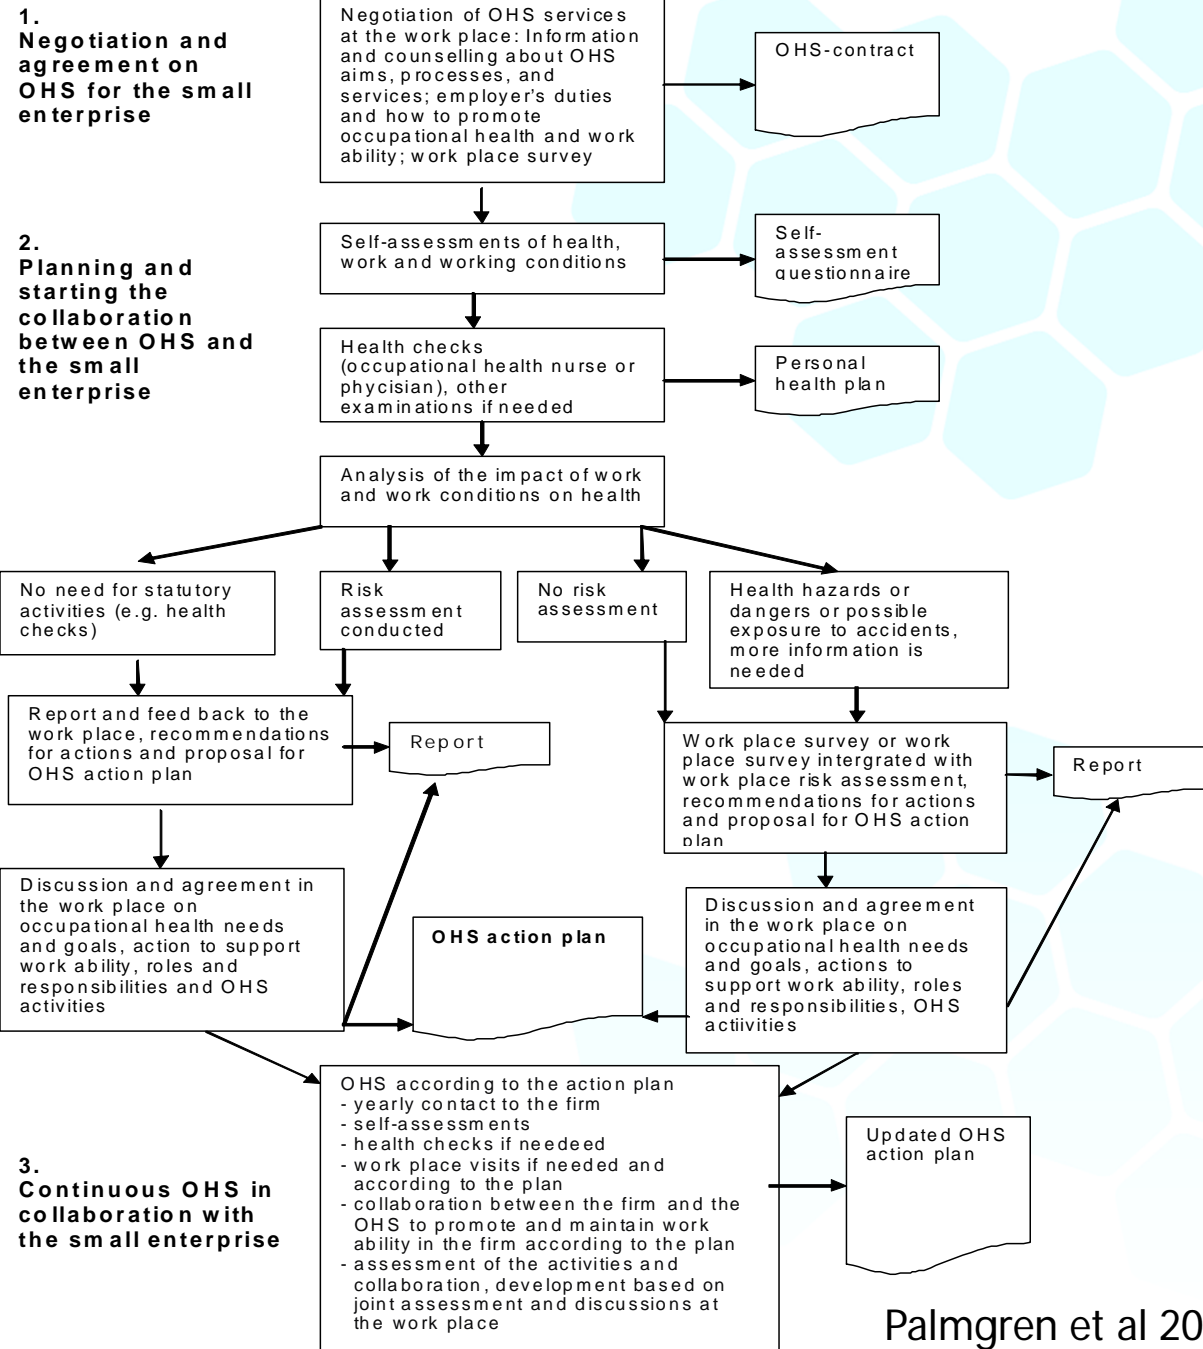 1.
Negotiation and
agreement on
OHS for the small
enterprise
Negotiation of OHS services
at the work place: Information
and counselling about OHS
aims, processes, and
services; employer's duties
and how to promote
occupational health and work
ability; work place survey
OHS-contract
2.
Planning and
starting the
collaboration
between OHS and
the small
enterprise
Self-assessments of health,
work and working conditions
Self-
assessment
questionnaire
Health checks
(occupational health nurse or
phycisian), other
examinations if needed
Personal
health plan
Analysis of the impact of work
and work conditions on health
No need for statutory
activities (e.g. health
checks)
Risk
assessment
conducted
No risk
assessment
Health hazards or
dangers or possible
exposure to accidents,
more information is
needed
Report and feed back to the
work place, recommendations
for actions and proposal for
OHS action plan
Report
Work place survey or work
place survey intergrated with
work place risk assessment,
recommendations for actions
and proposal for OHS action
plan
Report
Discussion and agreement in
the work place on
occupational health needs
and goals, action to support
work ability, roles and
responsibilities and OHS
activities
OHS action plan
Discussion and agreement
in the work place on
occupational health needs
and goals, actions to
support work ability, roles
and responsibilities, OHS
actiivities
3.
Continuous OHS in
collaboration with
the small enterprise
OHS according to the action plan
- yearly contact to the firm
- self-assessments
- health checks if needeed
- work place visits if needed and
according to the plan
- collaboration between the firm and the
OHS to promote and maintain work
ability in the firm according to the plan
- assessment of the activities and
collaboration, development based on
joint assessment and discussions at
the work place
Updated OHS
action plan
Palmgren et al 20